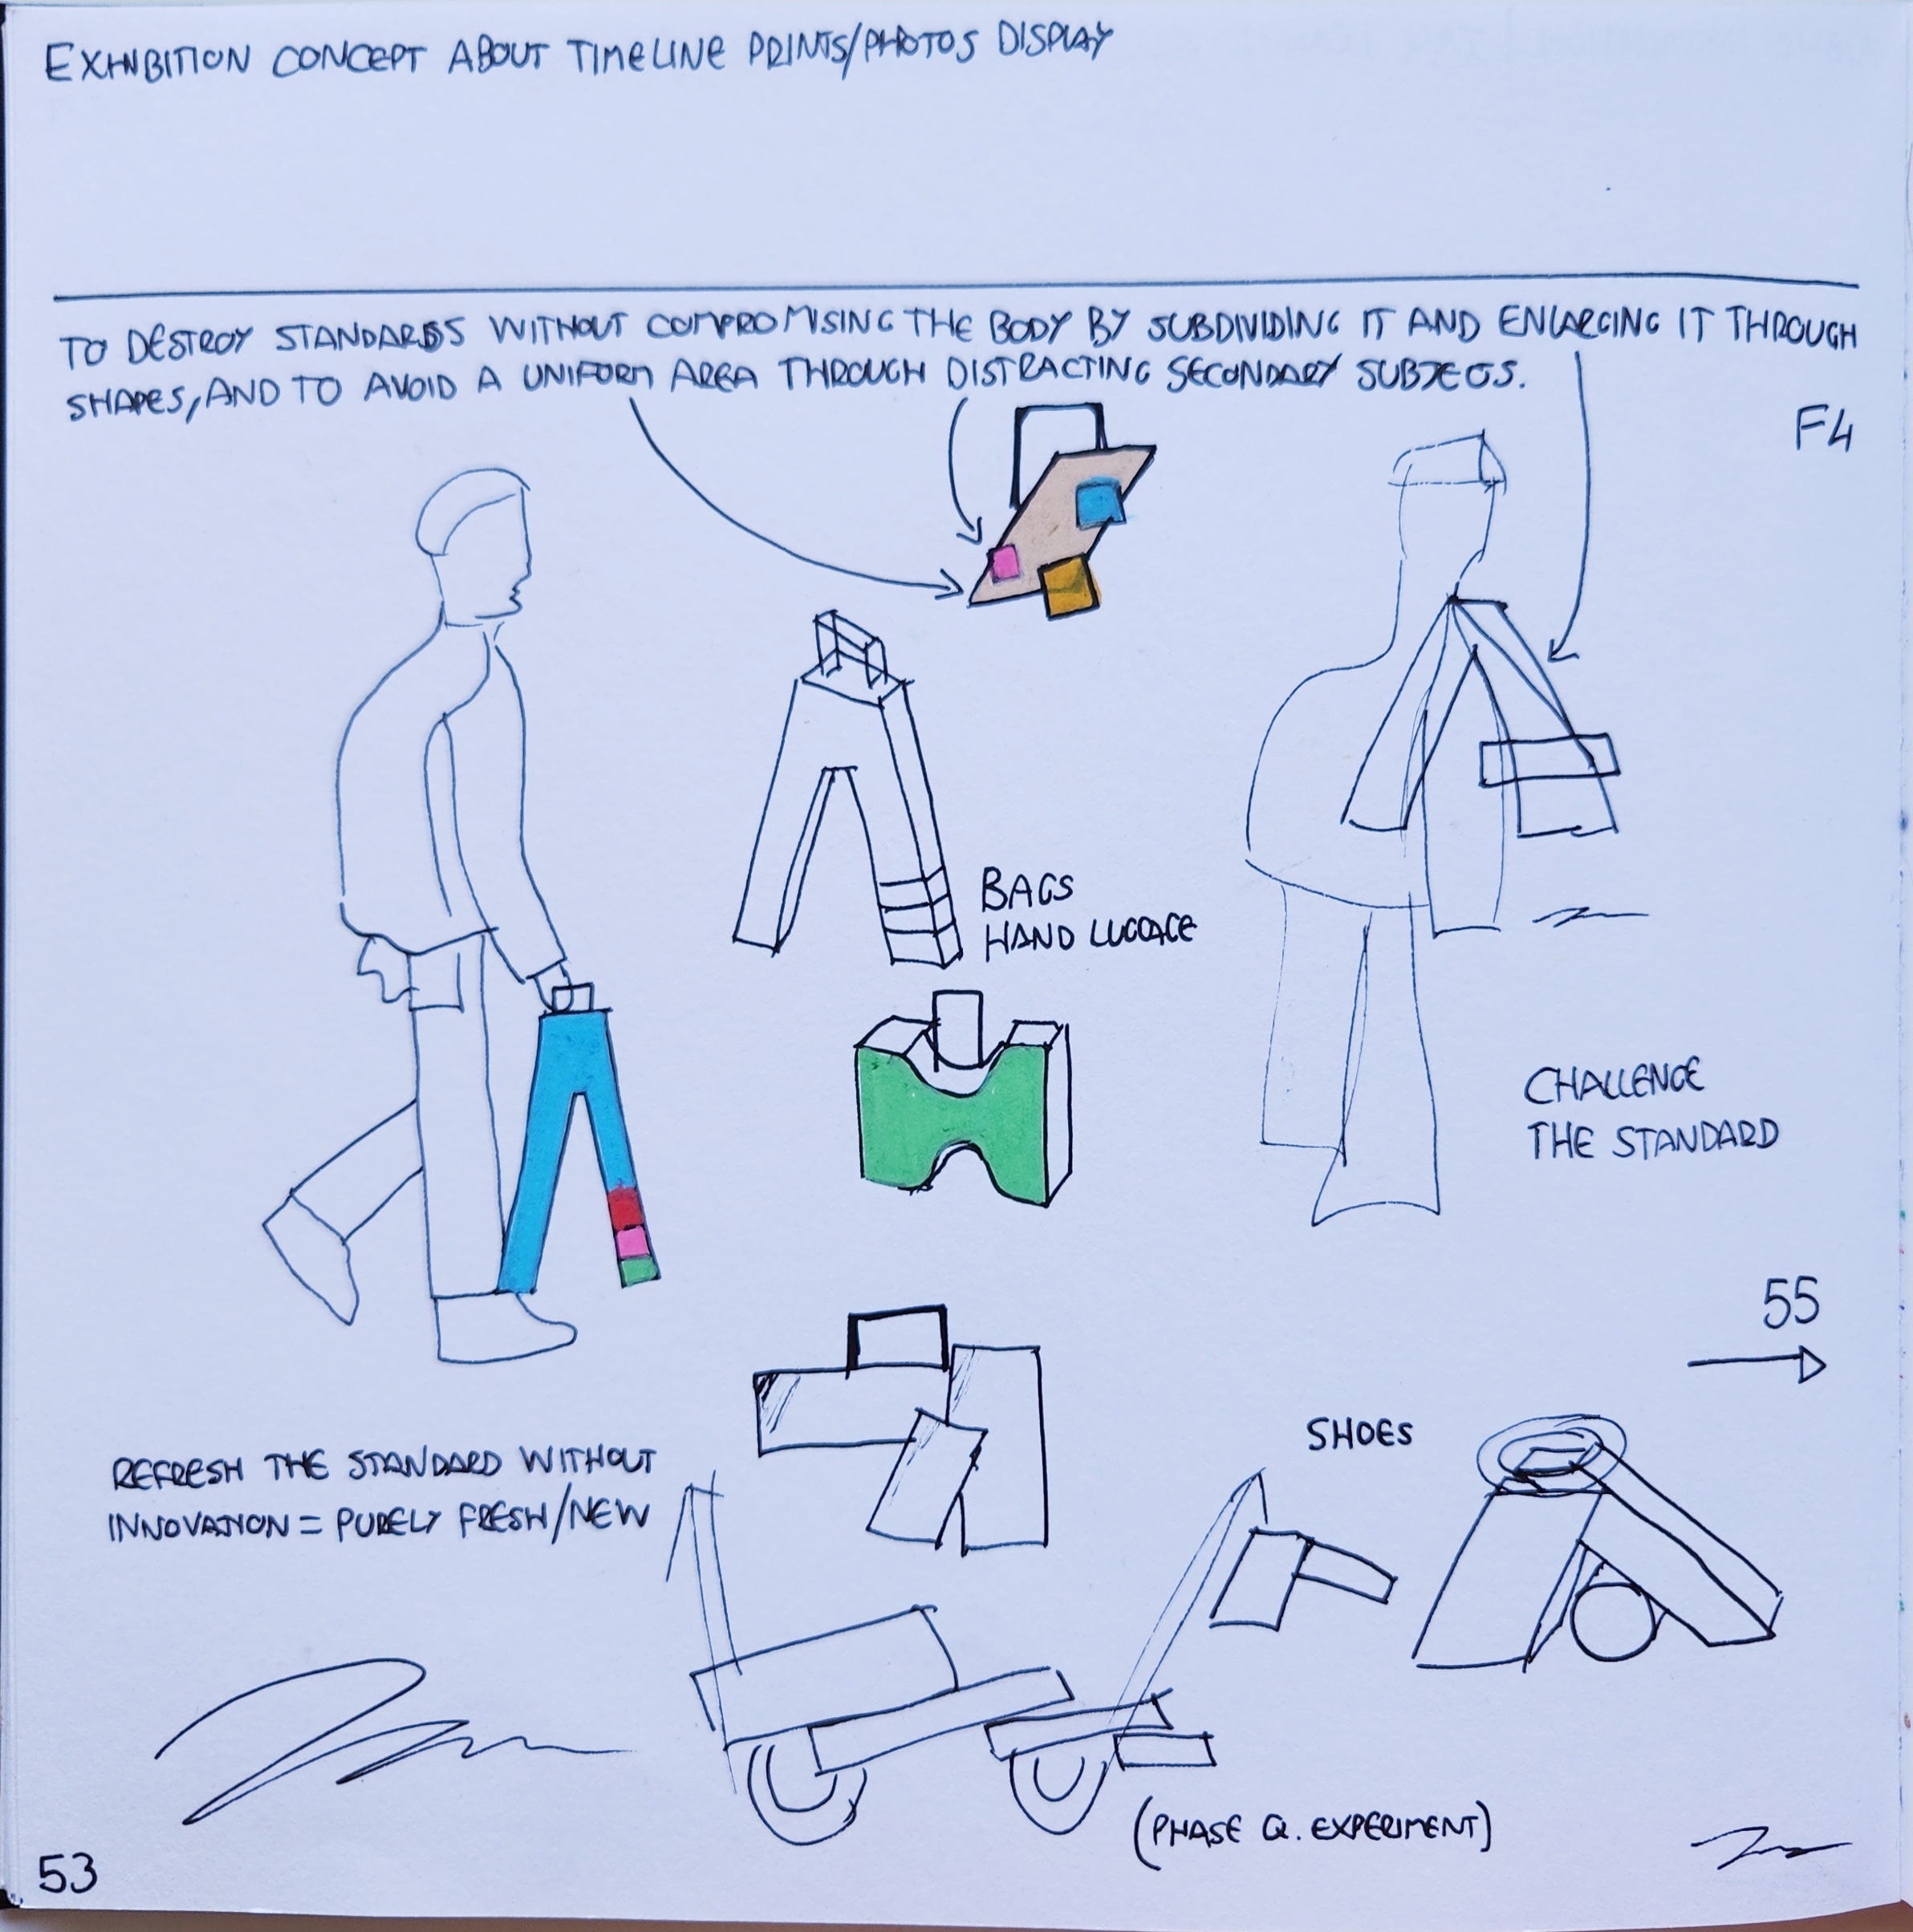 EXHIBITION CONCEPT ABOUT TIMELINE PRINTS/PHOTOS DISPLAY
TO DESTROY STANDARDS WITHOUT COMPROMISING THE BODY BY SUBDIVIDING IT AND ENLARGING IT THROUGH
SHAPES, AND TO AVOID A UNIFORM AREA THROUGH DISTRACTING SECONDARY SUBJECTS.
F4
BAGS
HAND LUGGAGE
CHALLENGE
THE STANDARD
55
SHOES
REFRESH THE STANDARD WITHOUT
INNOVATION = PURELY FRESH/NEW
(PHASE Q. EXPERIMENT)
53